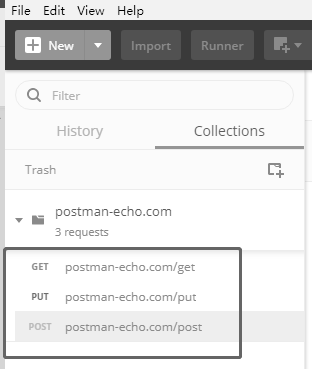 File Edit View Help
New Import Runner
Filter
History Collections
Trash
postman-echo.com
3 requests
GET postman-echo.com/get
PUT postman-echo.com/put
POST postman-echo.com/post